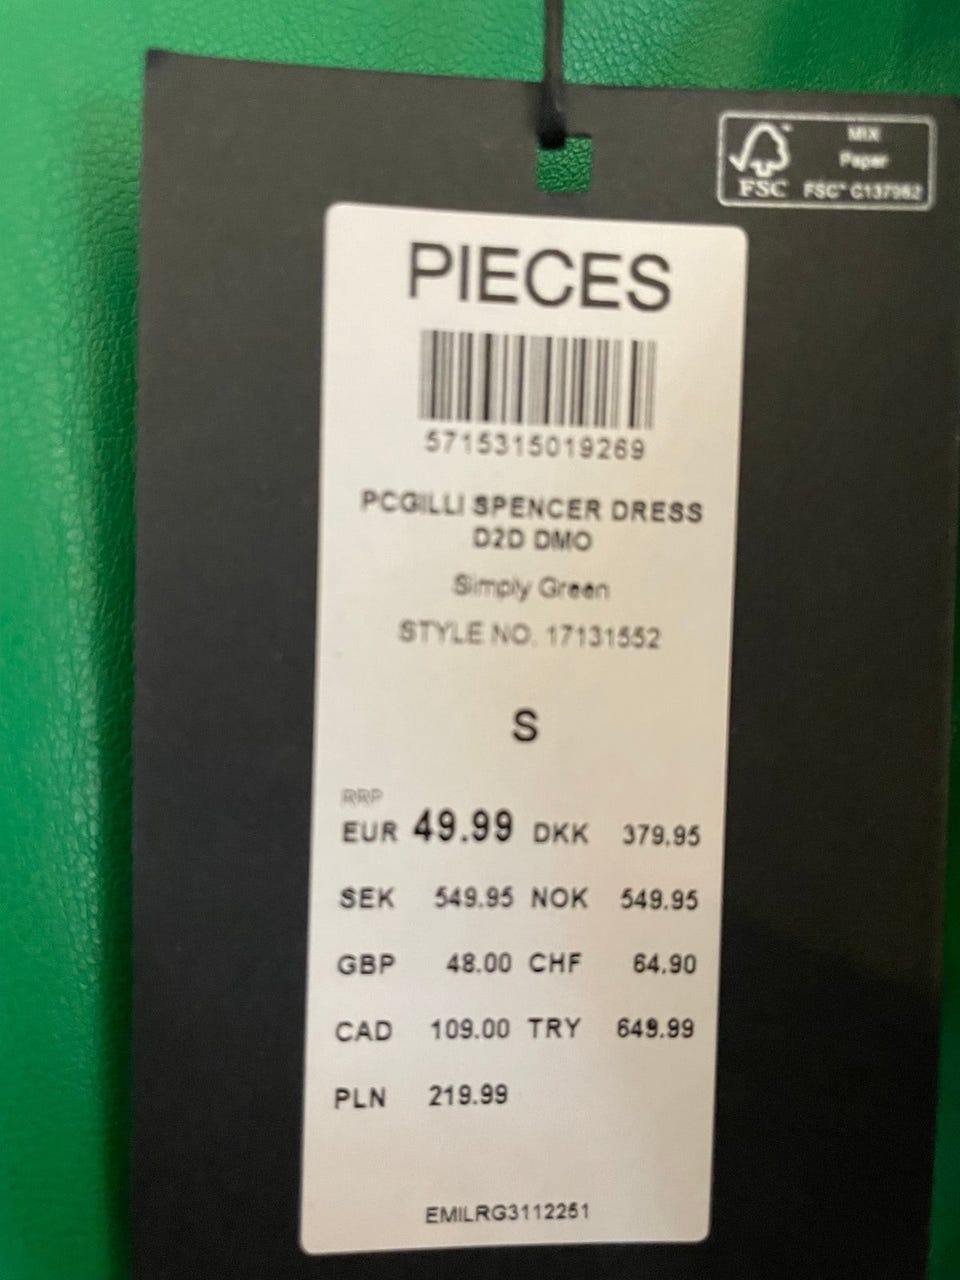 MIX
Paper
FSC
FSC® C137982
PIECES
5715315019269
PCGILLI SPENCER DRESS
D2D DMO
Simply Green
STYLE NO. 17131552
S
RRP
EUR 49.99 DKK 379.95
SEK 549.95 NOK 549.95
GBP 48.00 CHF 64.90
CAD 109.00 TRY 649.99
PLN 219.99
EMILRG3112251